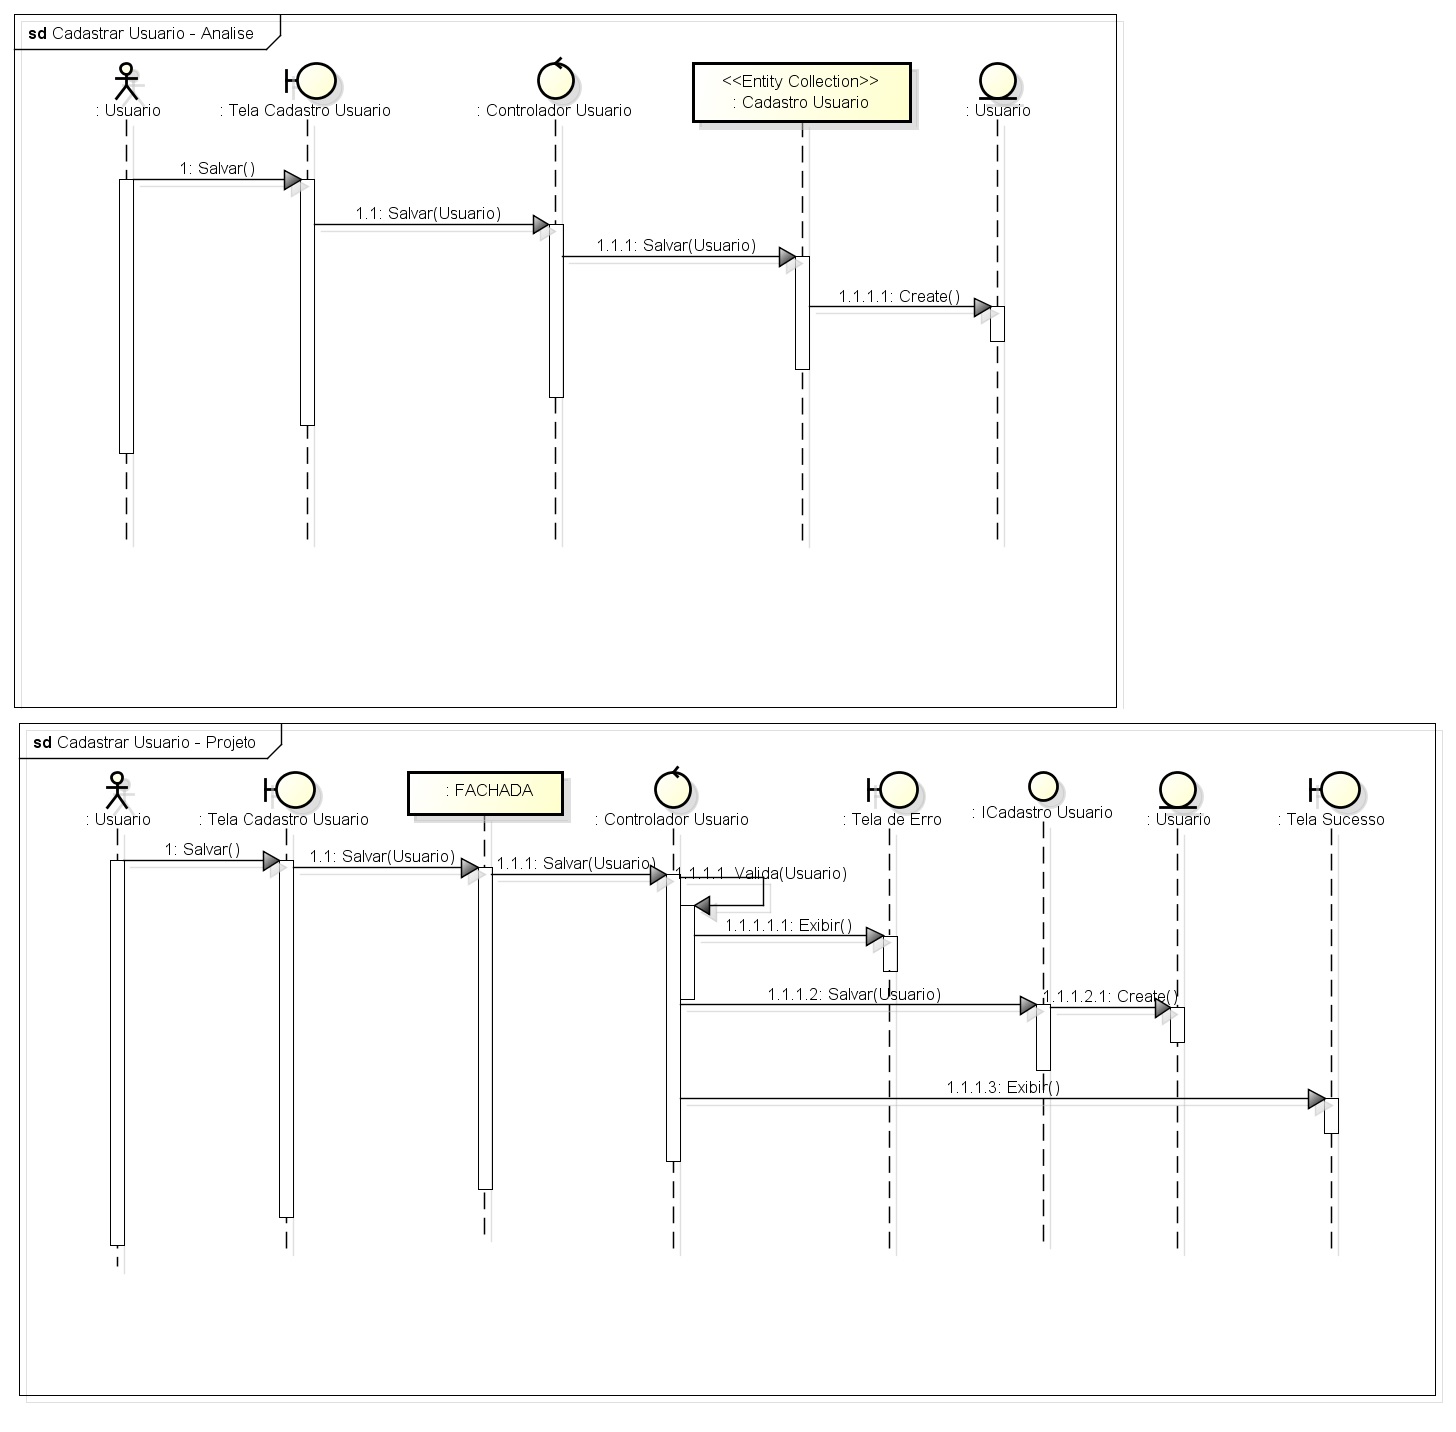 sd Cadastrar Usuario - Analise
: Usuario
: Tela Cadastro Usuario
: Controlador Usuario
<<Entity Collection>>
: Cadastro Usuario
: Usuario
1: Salvar()
1.1: Salvar(Usuario)
1.1.1: Salvar(Usuario)
1.1.1.1: Create()
sd Cadastrar Usuario - Projeto
: Usuario
: Tela Cadastro Usuario
: FACHADA
: Controlador Usuario
: Tela de Erro
: ICadastro Usuario
: Usuario
: Tela Sucesso
1: Salvar()
1.1: Salvar(Usuario)
1.1.1: Salvar(Usuario)
1.1.1.1: Valida(Usuario)
1.1.1.1.1: Exibir()
1.1.1.2: Salvar(Usuario)
1.1.1.2.1: Create()
1.1.1.3: Exibir()